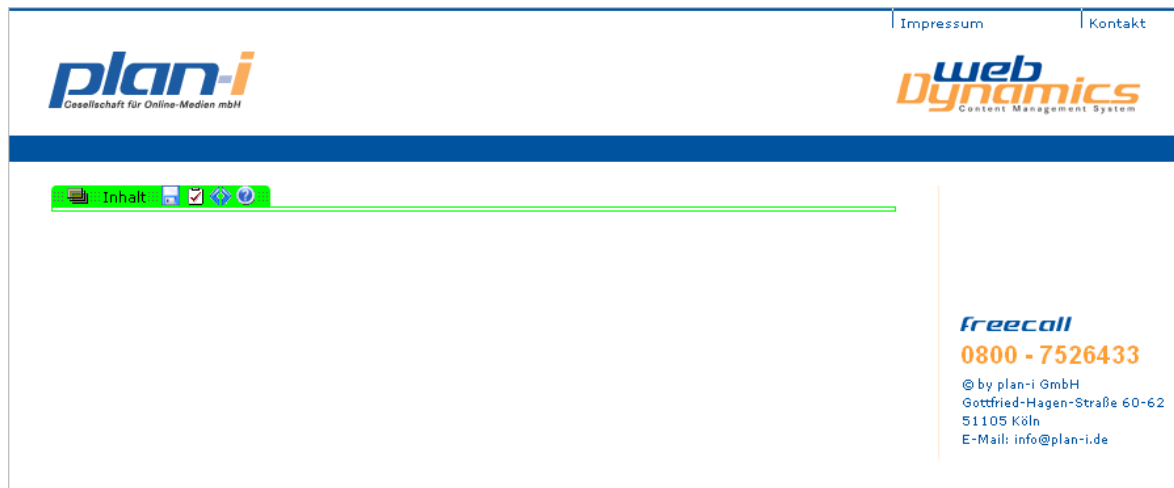 Impressum
Kontakt
plan-i
Gesellschaft für Online-Medien mbH
web
Dynamics
Content Management System
Inhalt
freecall
0800 - 7526433
© by plan-i GmbH
Gottfried-Hagen-Straße 60-62
51105 Köln
E-Mail: info@plan-i.de